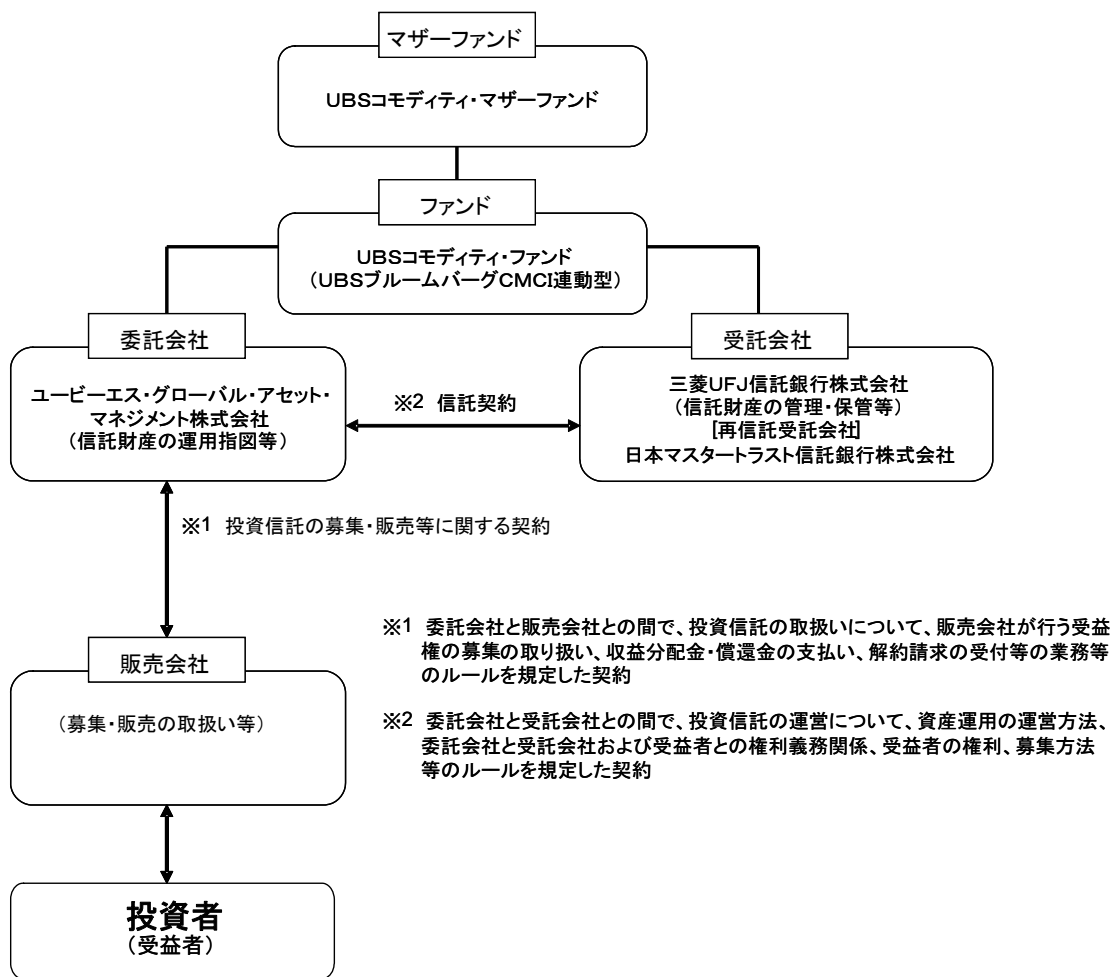 マザーファンド
UBSコモディティ・マザーファンド
ファンド
UBSコモディティ・ファンド
(UBSブルームバーグCMCI連動型)
委託会社
ユービーエス・グローバル・アセット・
マネジメント株式会社
(信託財産の運用指図等)
※2 信託契約
受託会社
三菱UFJ信託銀行株式会社
(信託財産の管理・保管等)
[再信託受託会社]
日本マスタートラスト信託銀行株式会社
※1 投資信託の募集・販売等に関する契約
販売会社
(募集・販売の取扱い等)
※1 委託会社と販売会社との間で、投資信託の取扱いについて、販売会社が行う受益
権の募集の取り扱い、収益分配金・償還金の支払い、解約請求の受付等の業務等
のルールを規定した契約
※2 委託会社と受託会社との間で、投資信託の運営について、資産運用の運営方法、
委託会社と受託会社および受益者との権利義務関係、受益者の権利、募集方法
等のルールを規定した契約
投資者
(受益者)